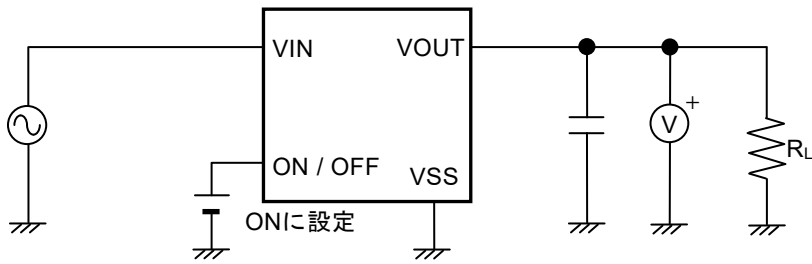 VIN
VOUT
+
V
ON / OFF
VSS
RL
ONに設定